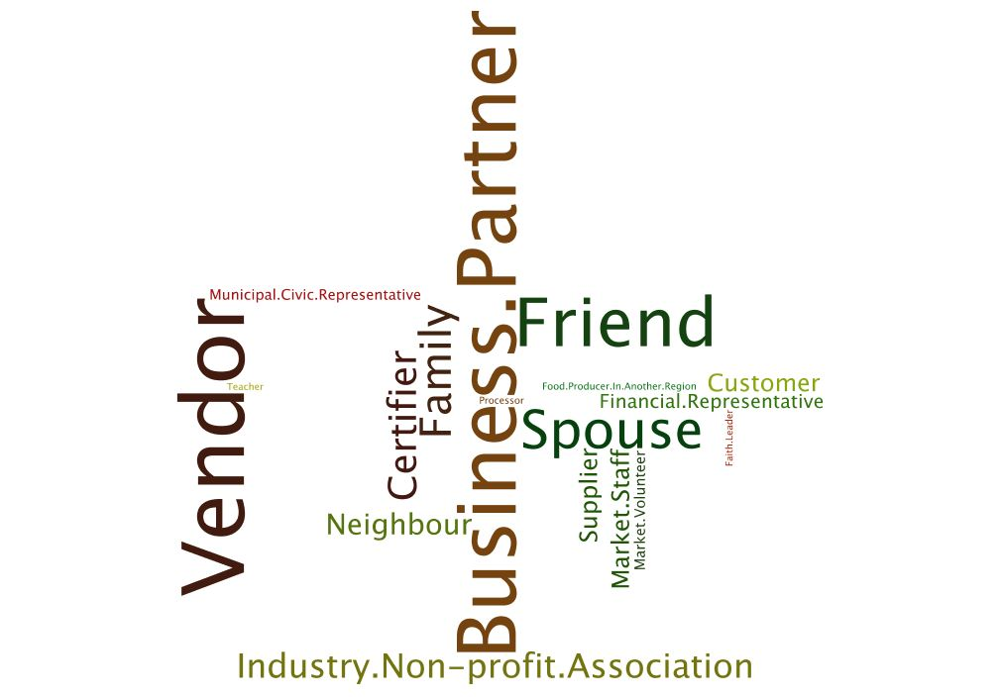 Business.Partner
Municipal.Civic.Representative
Vendor
Friend
Family
Certifier
Teacher
Processor
Food.Producer.In.Another.Region
Customer
Financial.Representative
Spouse
Faith.Leader
Supplier
Market.Staff
Market.Volunteer
Neighbour
Industry.Non-profit.Association